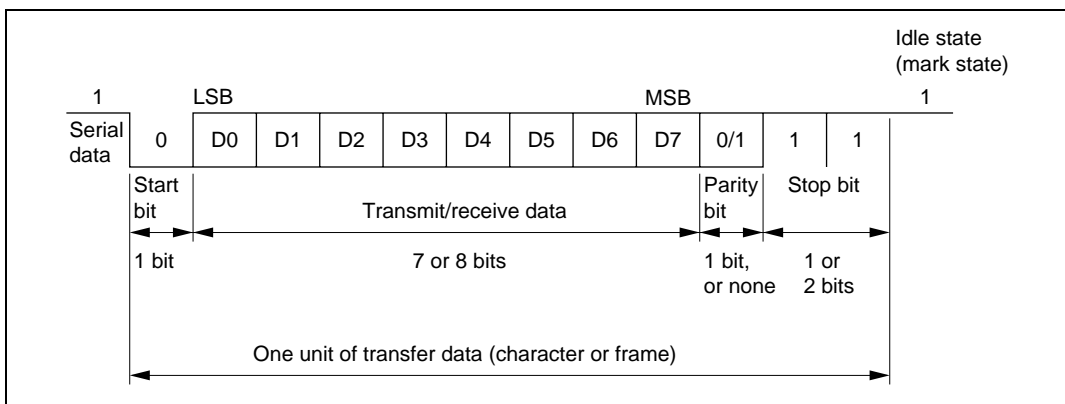 Idle state
(mark state)
1 LSB MSB 1
Serial
data
0 D0 D1 D2 D3 D4 D5 D6 D7 0/1 1 1
Start
bit
Transmit/receive data
Parity
bit
Stop bit
1 bit
7 or 8 bits
1 bit,
or none
1 or
2 bits
One unit of transfer data (character or frame)